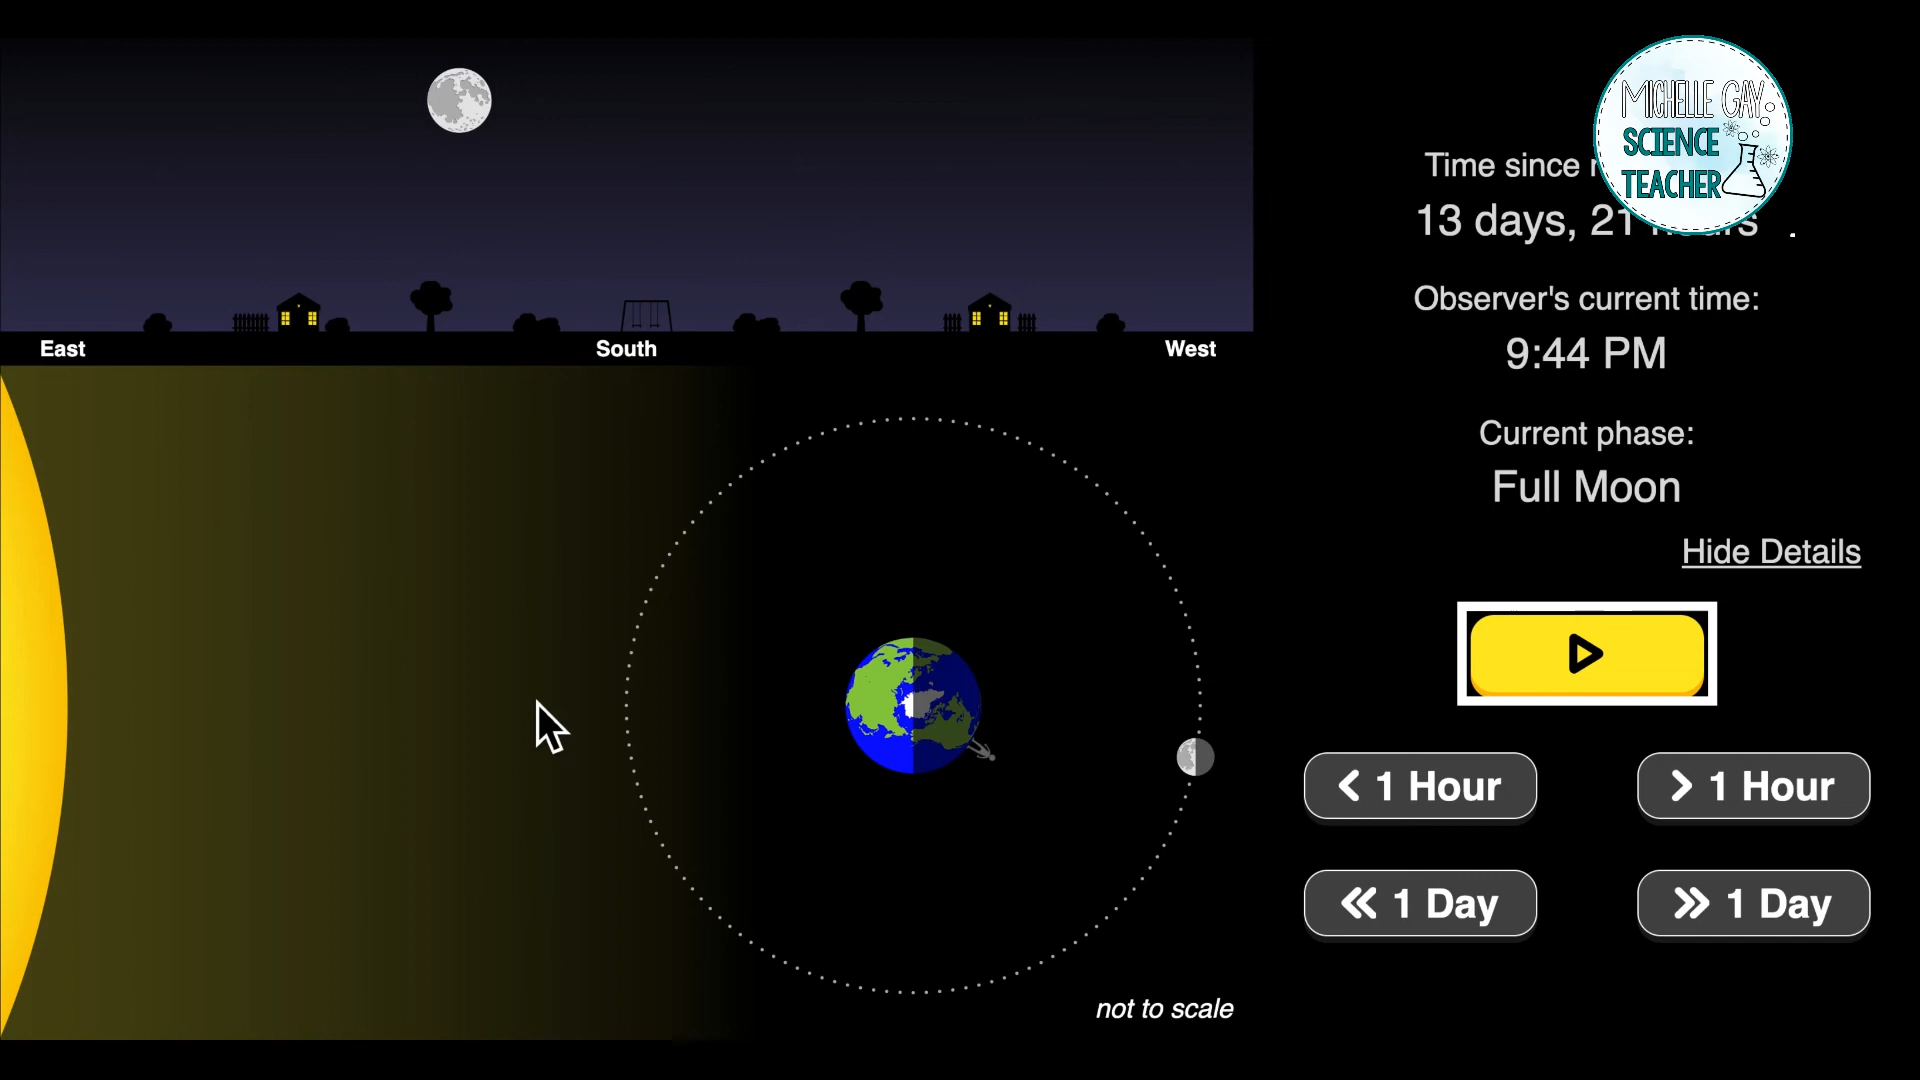 East
South
West
not to scale
MICHELLE GAY
SCIENCE
TEACHER
Time since
13 days, 21
Observer's current time:
9:44 PM
Current phase:
Full Moon
Hide Details
1 Hour
1 Hour
1 Day
1 Day